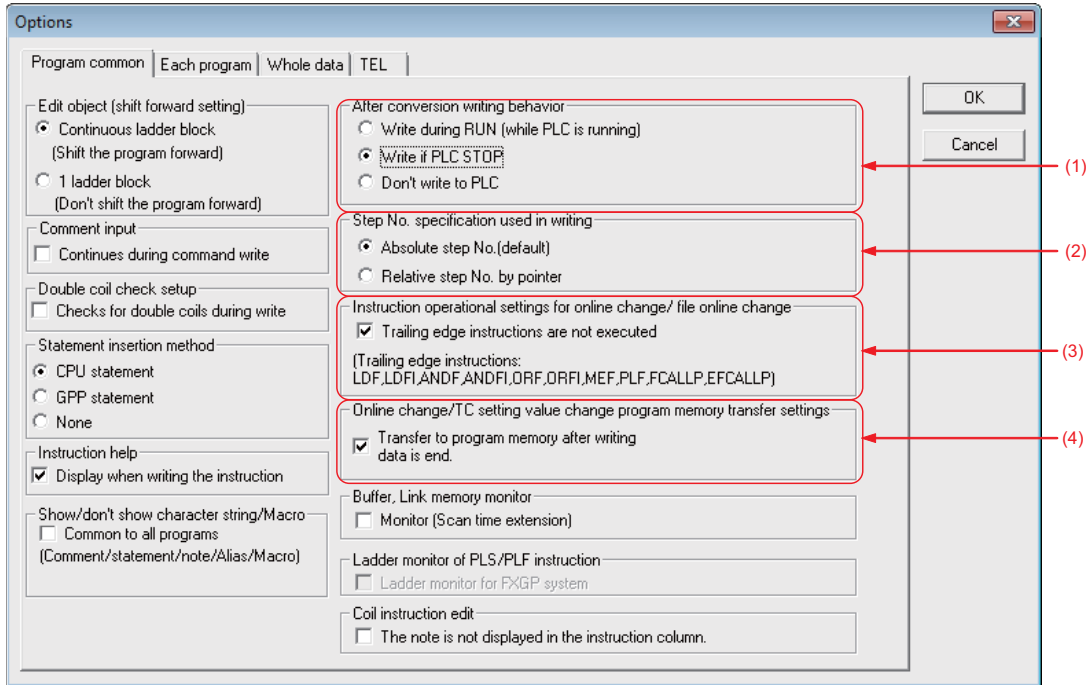 Options
Program common Each program Whole data TEL
Edit object (shift forward setting)
Continuous ladder block
(Shift the program forward)
1 ladder block
(Don't shift the program forward)
Comment input
Continues during command write
Double coil check setup
Checks for double coils during write
Statement insertion method
CPU statement
GPP statement
None
Instruction help
Display when writing the instruction
Show/don't show character string/Macro
Common to all programs
(Comment/statement/note/Alias/Macro)
After conversion writing behavior
Write during RUN (while PLC is running)
Write if PLC STOP
Don't write to PLC
(1)
Step No. specification used in writing
Absolute step No.(default)
Relative step No. by pointer
(2)
Instruction operational settings for online change/ file online change
Trailing edge instructions are not executed
(Trailing edge instructions:
LDF,LDFI,ANDF,ANDFI,ORF,ORFI,MEF,PLF,FCALLP,EFCALLP)
(3)
Online change/TC setting value change program memory transfer settings
Transfer to program memory after writing
data is end.
(4)
Buffer, Link memory monitor
Monitor (Scan time extension)
Ladder monitor of PLS/PLF instruction
Ladder monitor for FXGP system
Coil instruction edit
The note is not displayed in the instruction column.
OK
Cancel